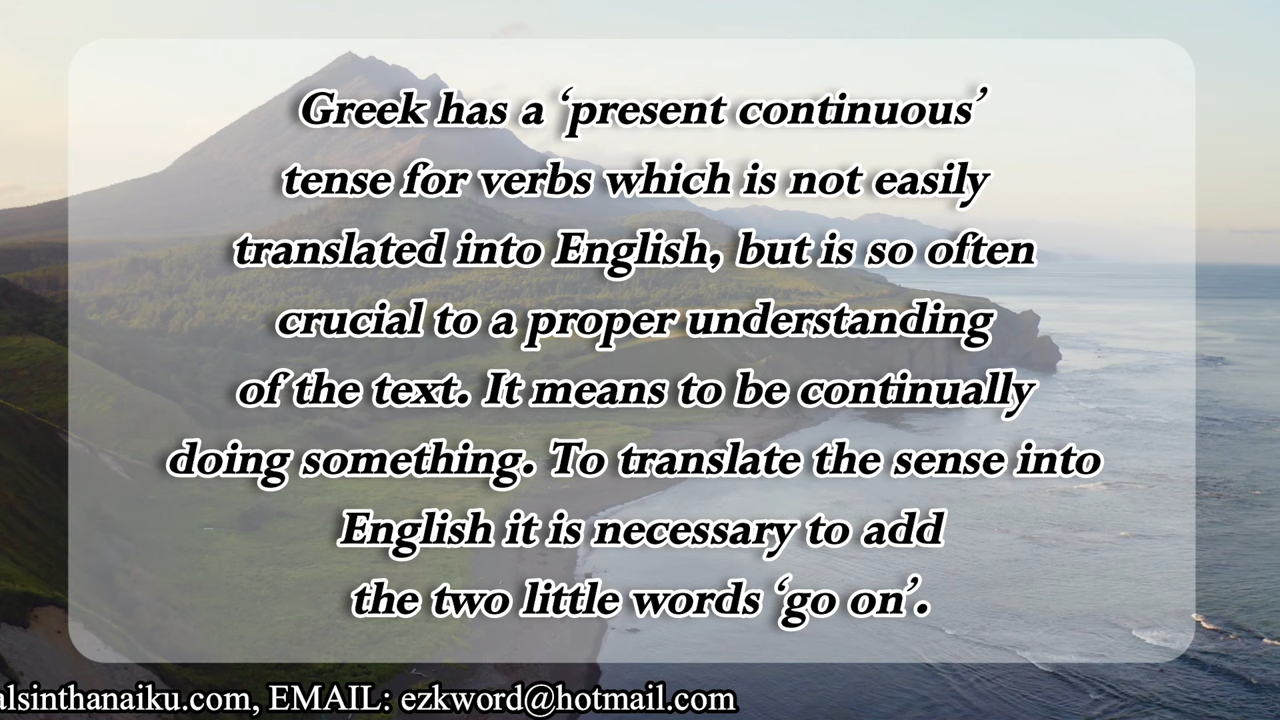 Greek has a ‘present continuous’
tense for verbs which is not easily
translated into English, but is so often
crucial to a proper understanding
of the text. It means to be continually
doing something. To translate the sense into
English it is necessary to add
the two little words ‘go on’.
alsinthanaiku.com, EMAIL: ezkword@hotmail.com